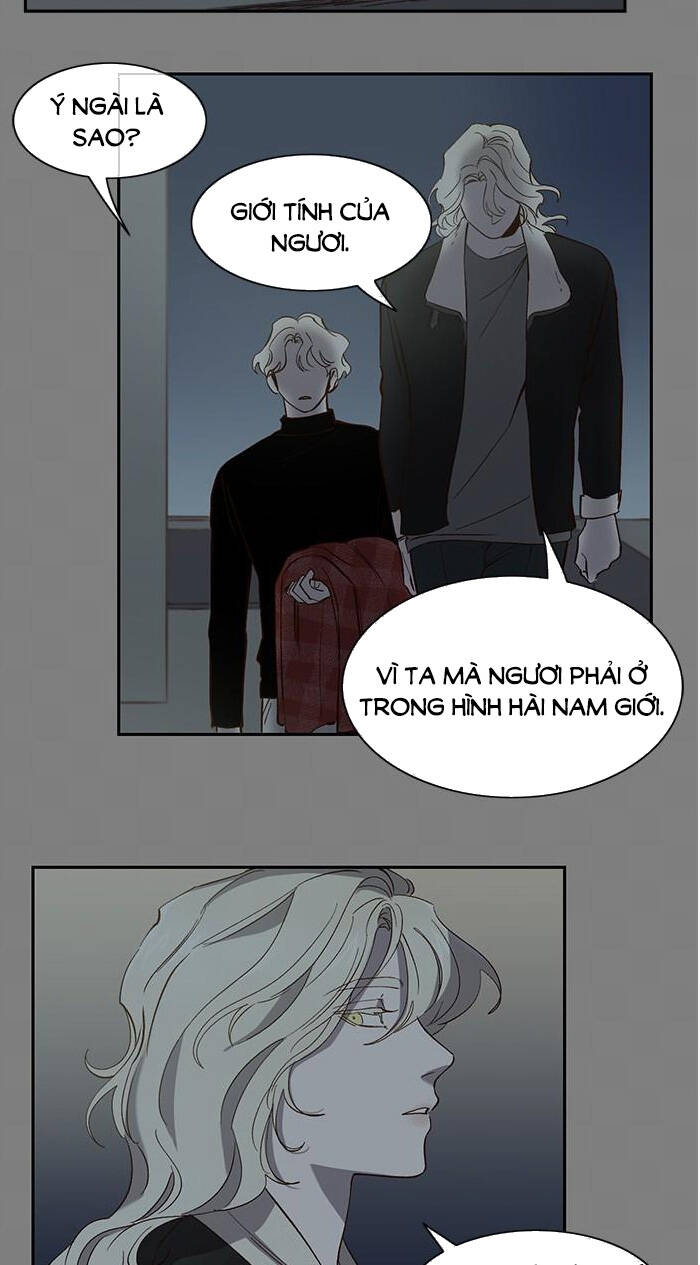 Ý NGÀI LÀ
SAO?
GIỚI TÍNH CỦA
NGƯƠI.
VÌ TA MÀ NGƯƠI PHẢI Ở
TRONG HÌNH HÀI NAM GIỚI.